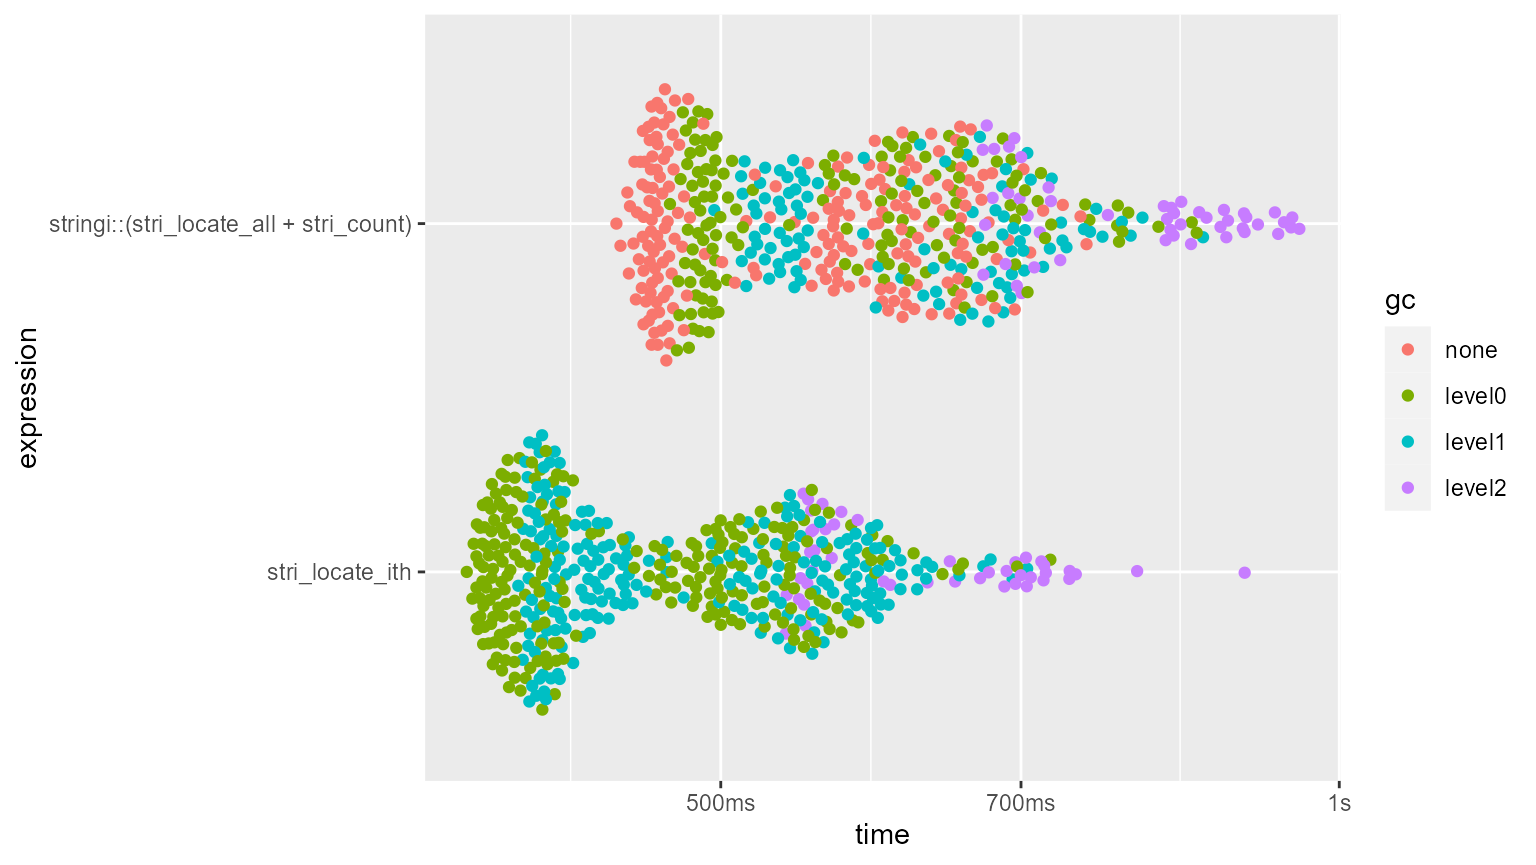 expression
stringi::(stri_locate_all + stri_count)
stri_locate_ith
500ms
700ms
1s
time
gc
none
level0
level1
level2